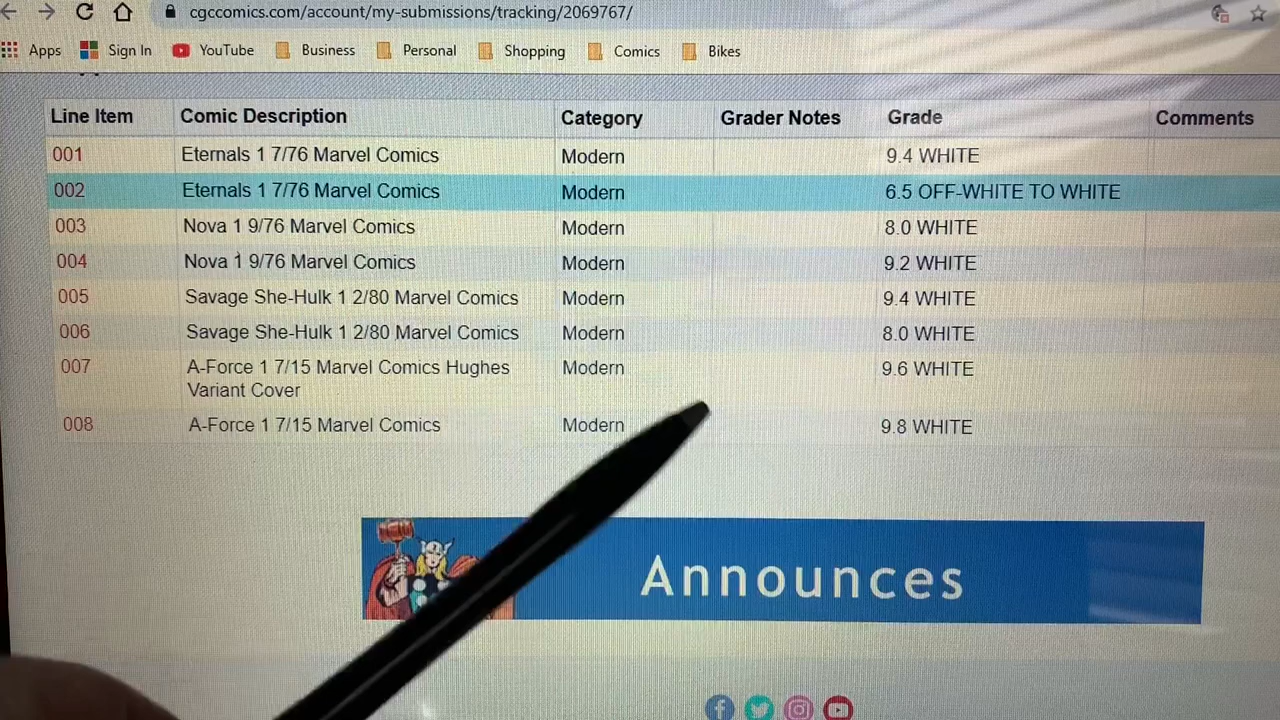 cgccomics.com/account/my-submissions/tracking/2069767/
Apps Sign In YouTube Business Personal Shopping Comics Bikes
Line Item Comic Description Category Grader Notes Grade Comments
001 Eternals 1 7/76 Marvel Comics Modern 9.4 WHITE
002 Eternals 1 7/76 Marvel Comics Modern 6.5 OFF-WHITE TO WHITE
003 Nova 1 9/76 Marvel Comics Modern 8.0 WHITE
004 Nova 1 9/76 Marvel Comics Modern 9.2 WHITE
005 Savage She-Hulk 1 2/80 Marvel Comics Modern 9.4 WHITE
006 Savage She-Hulk 1 2/80 Marvel Comics Modern 8.0 WHITE
007 A-Force 1 7/15 Marvel Comics Hughes Modern 9.6 WHITE
Variant Cover
008 A-Force 1 7/15 Marvel Comics Modern 9.8 WHITE
Announces